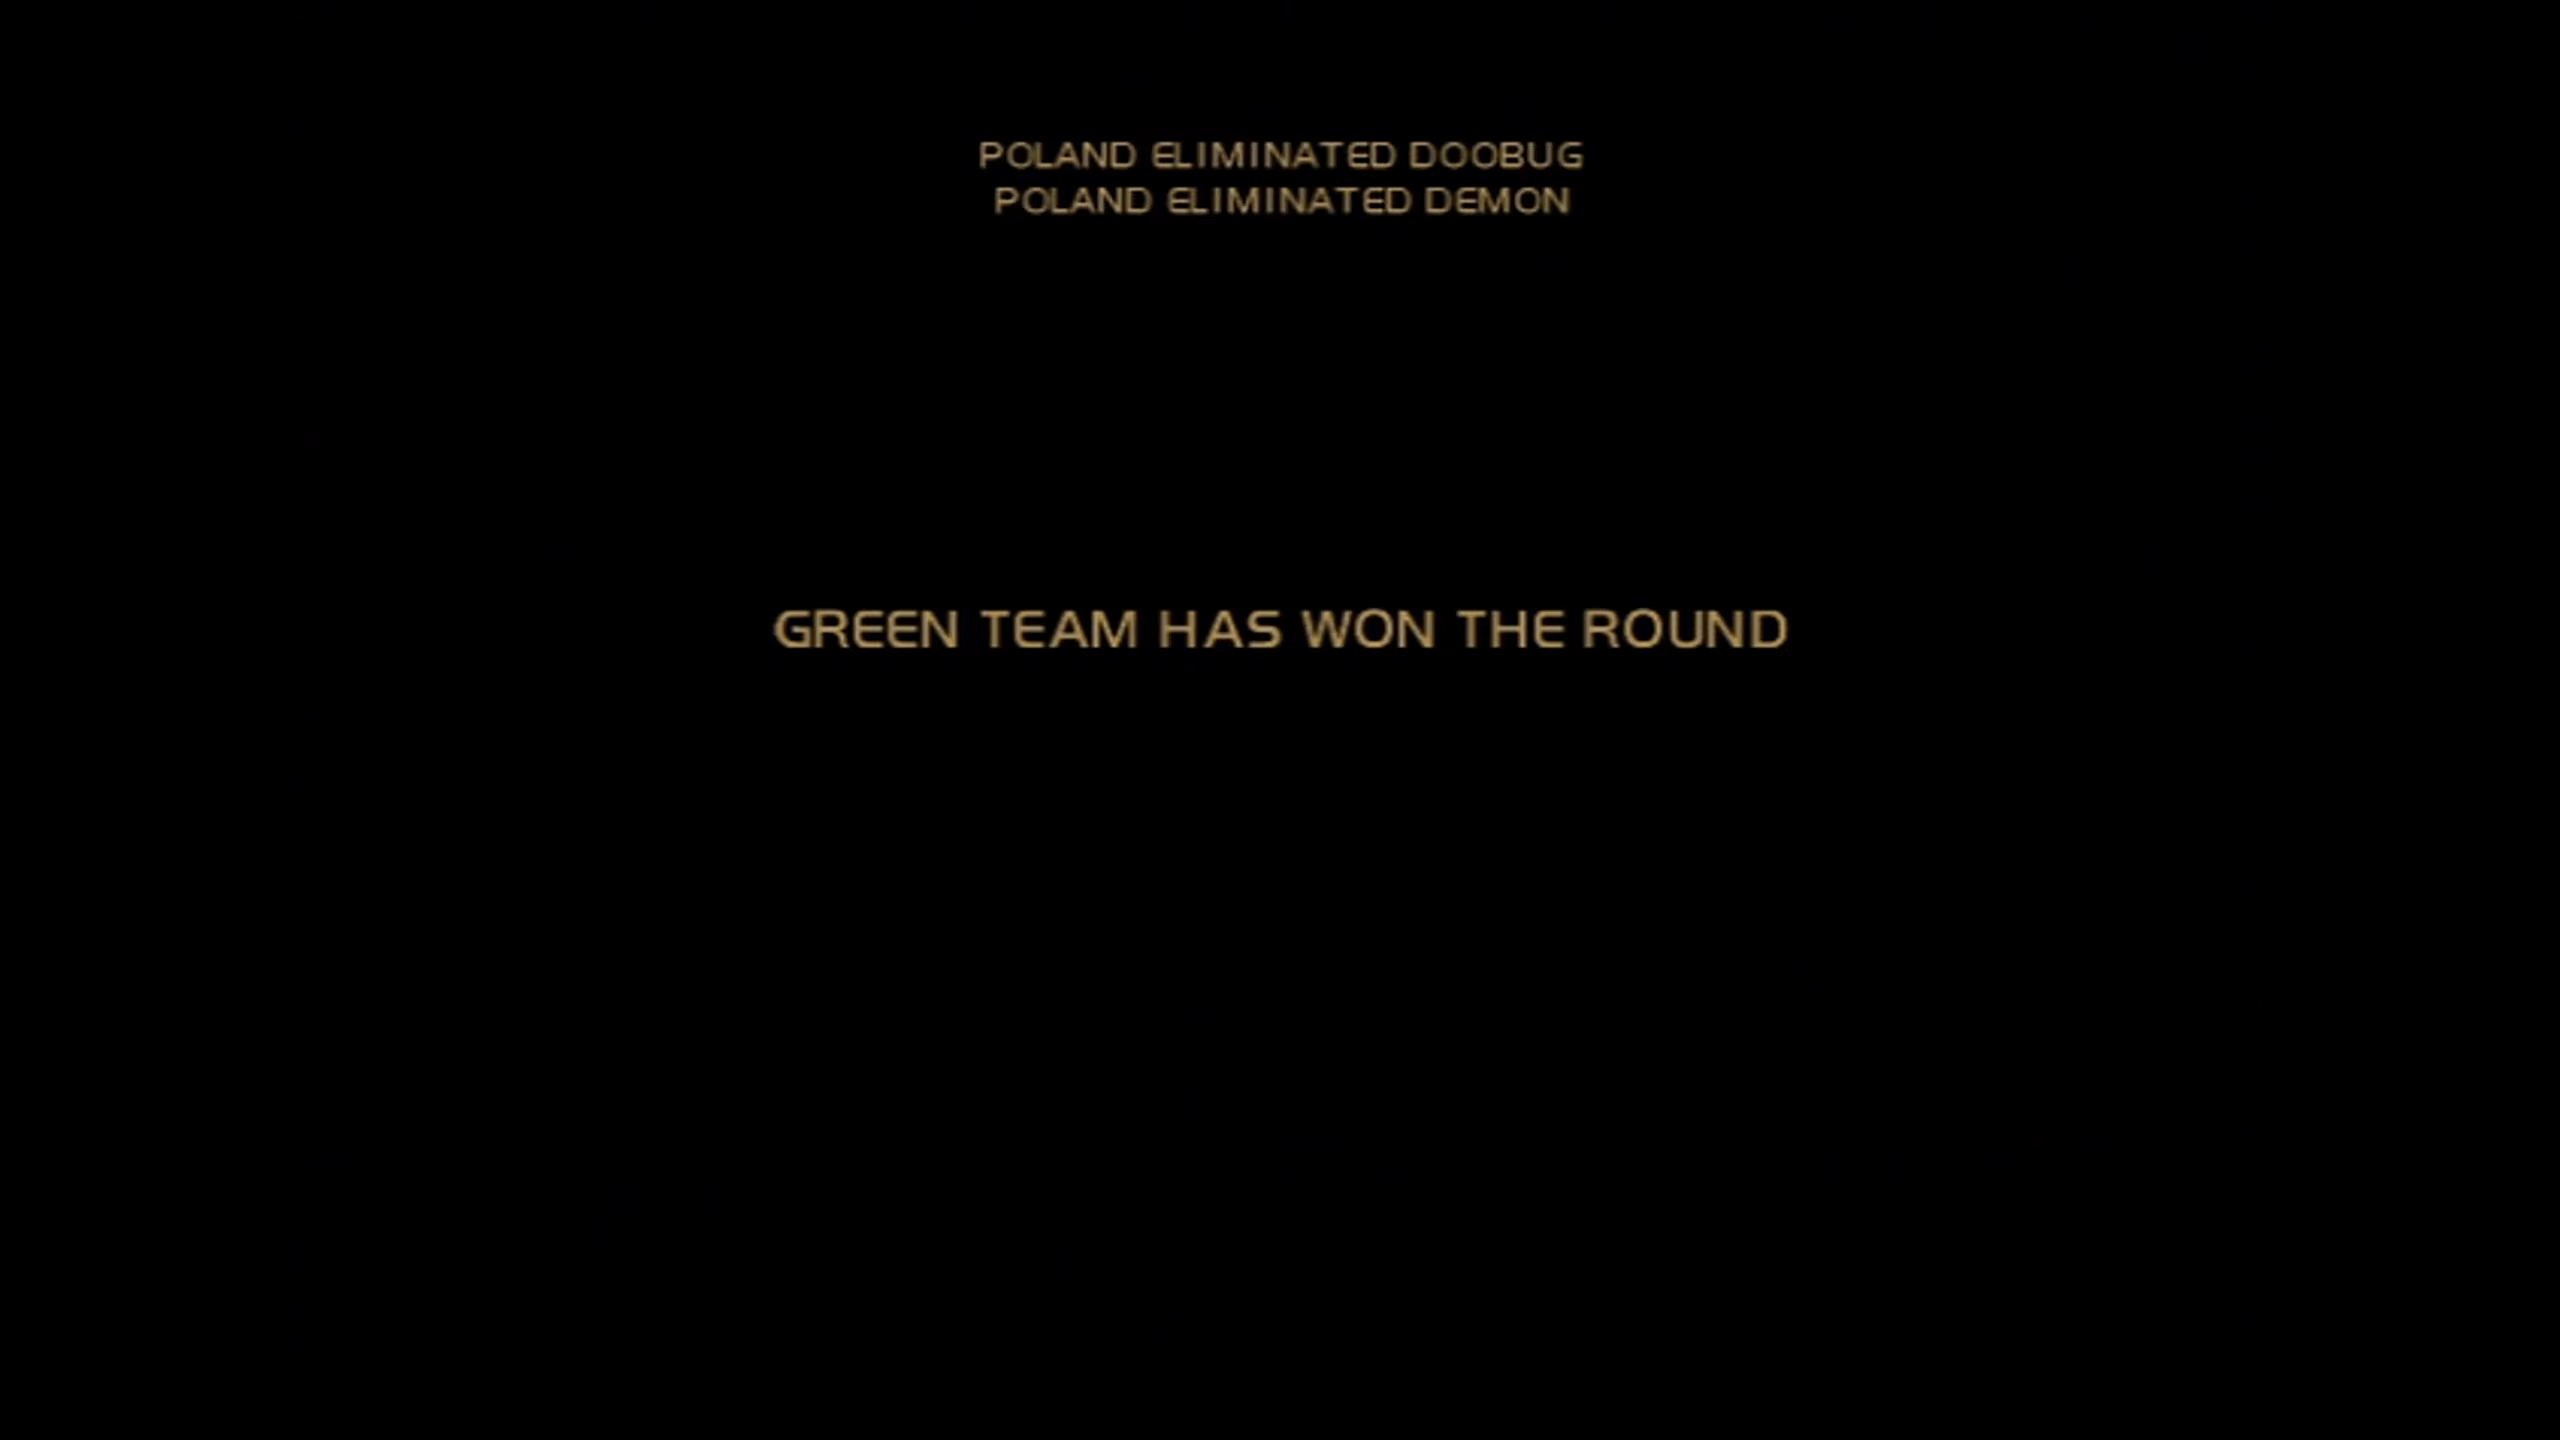 POLAND ELIMINATED DOOBUG
POLAND ELIMINATED DEMON
GREEN TEAM HAS WON THE ROUND